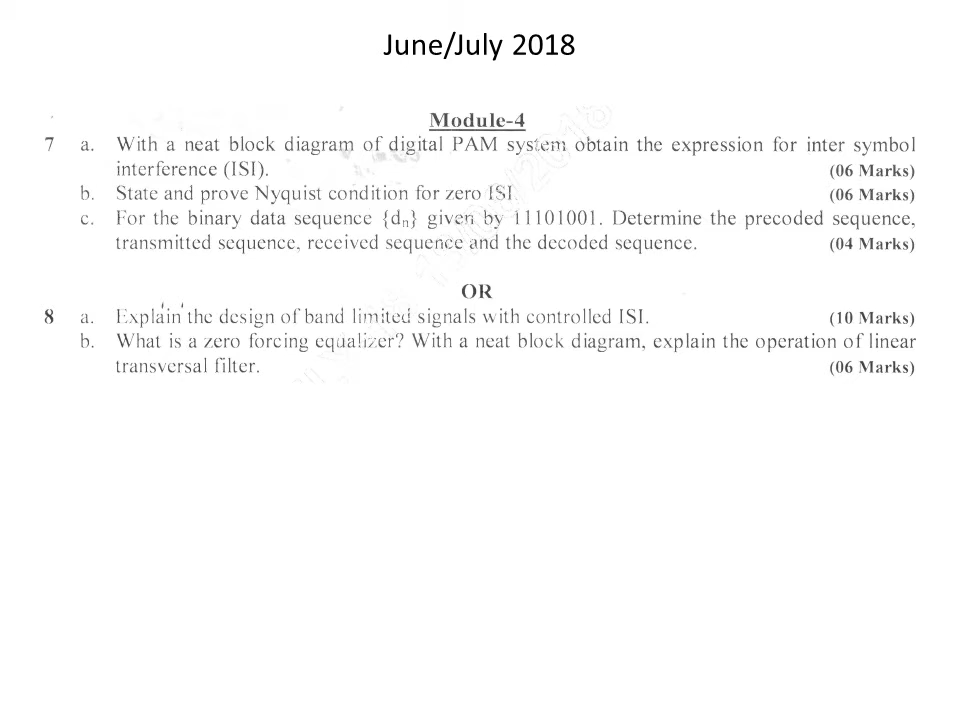 June/July 2018
Module-4
7 a. With a neat block diagram of digital PAM system obtain the expression for inter symbol
interference (ISI). (06 Marks)
b. State and prove Nyquist condition for zero ISI (06 Marks)
c. For the binary data sequence {dn} given by 11101001. Determine the precoded sequence,
transmitted sequence, received sequence and the decoded sequence. (04 Marks)
OR
8 a. Explain the design of band limited signals with controlled ISI. (10 Marks)
b. What is a zero forcing equalizer? With a neat block diagram, explain the operation of linear
transversal filter. (06 Marks)